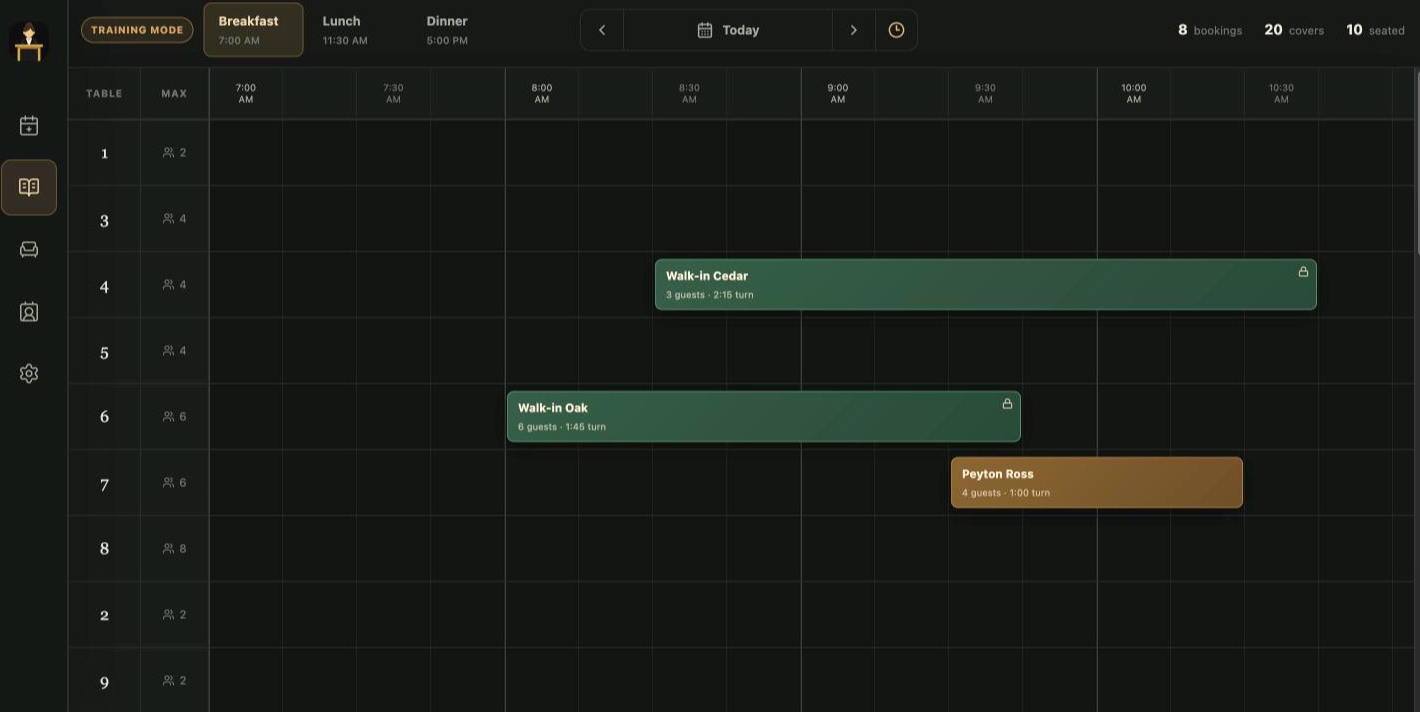 TRAINING MODE
Breakfast
7:00 AM
Lunch
11:30 AM
Dinner
5:00 PM
Today
8 bookings
20 covers
10 seated
TABLE
MAX
7:00
AM
7:30
AM
8:00
AM
8:30
AM
9:00
AM
9:30
AM
10:00
AM
10:30
AM
1
2
3
4
4
4
Walk-in Cedar
3 guests · 2:15 turn
5
4
6
6
Walk-in Oak
6 guests · 1:45 turn
7
6
Peyton Ross
4 guests · 1:00 turn
8
8
2
2
9
2